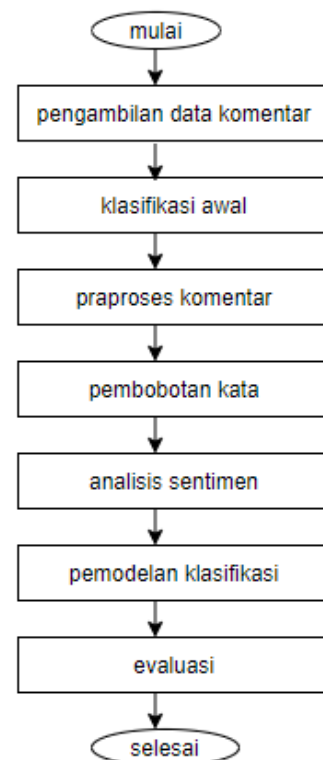 mulai
pengambilan data komentar
klasifikasi awal
praproses komentar
pembobotan kata
analisis sentimen
pemodelan klasifikasi
evaluasi
selesai